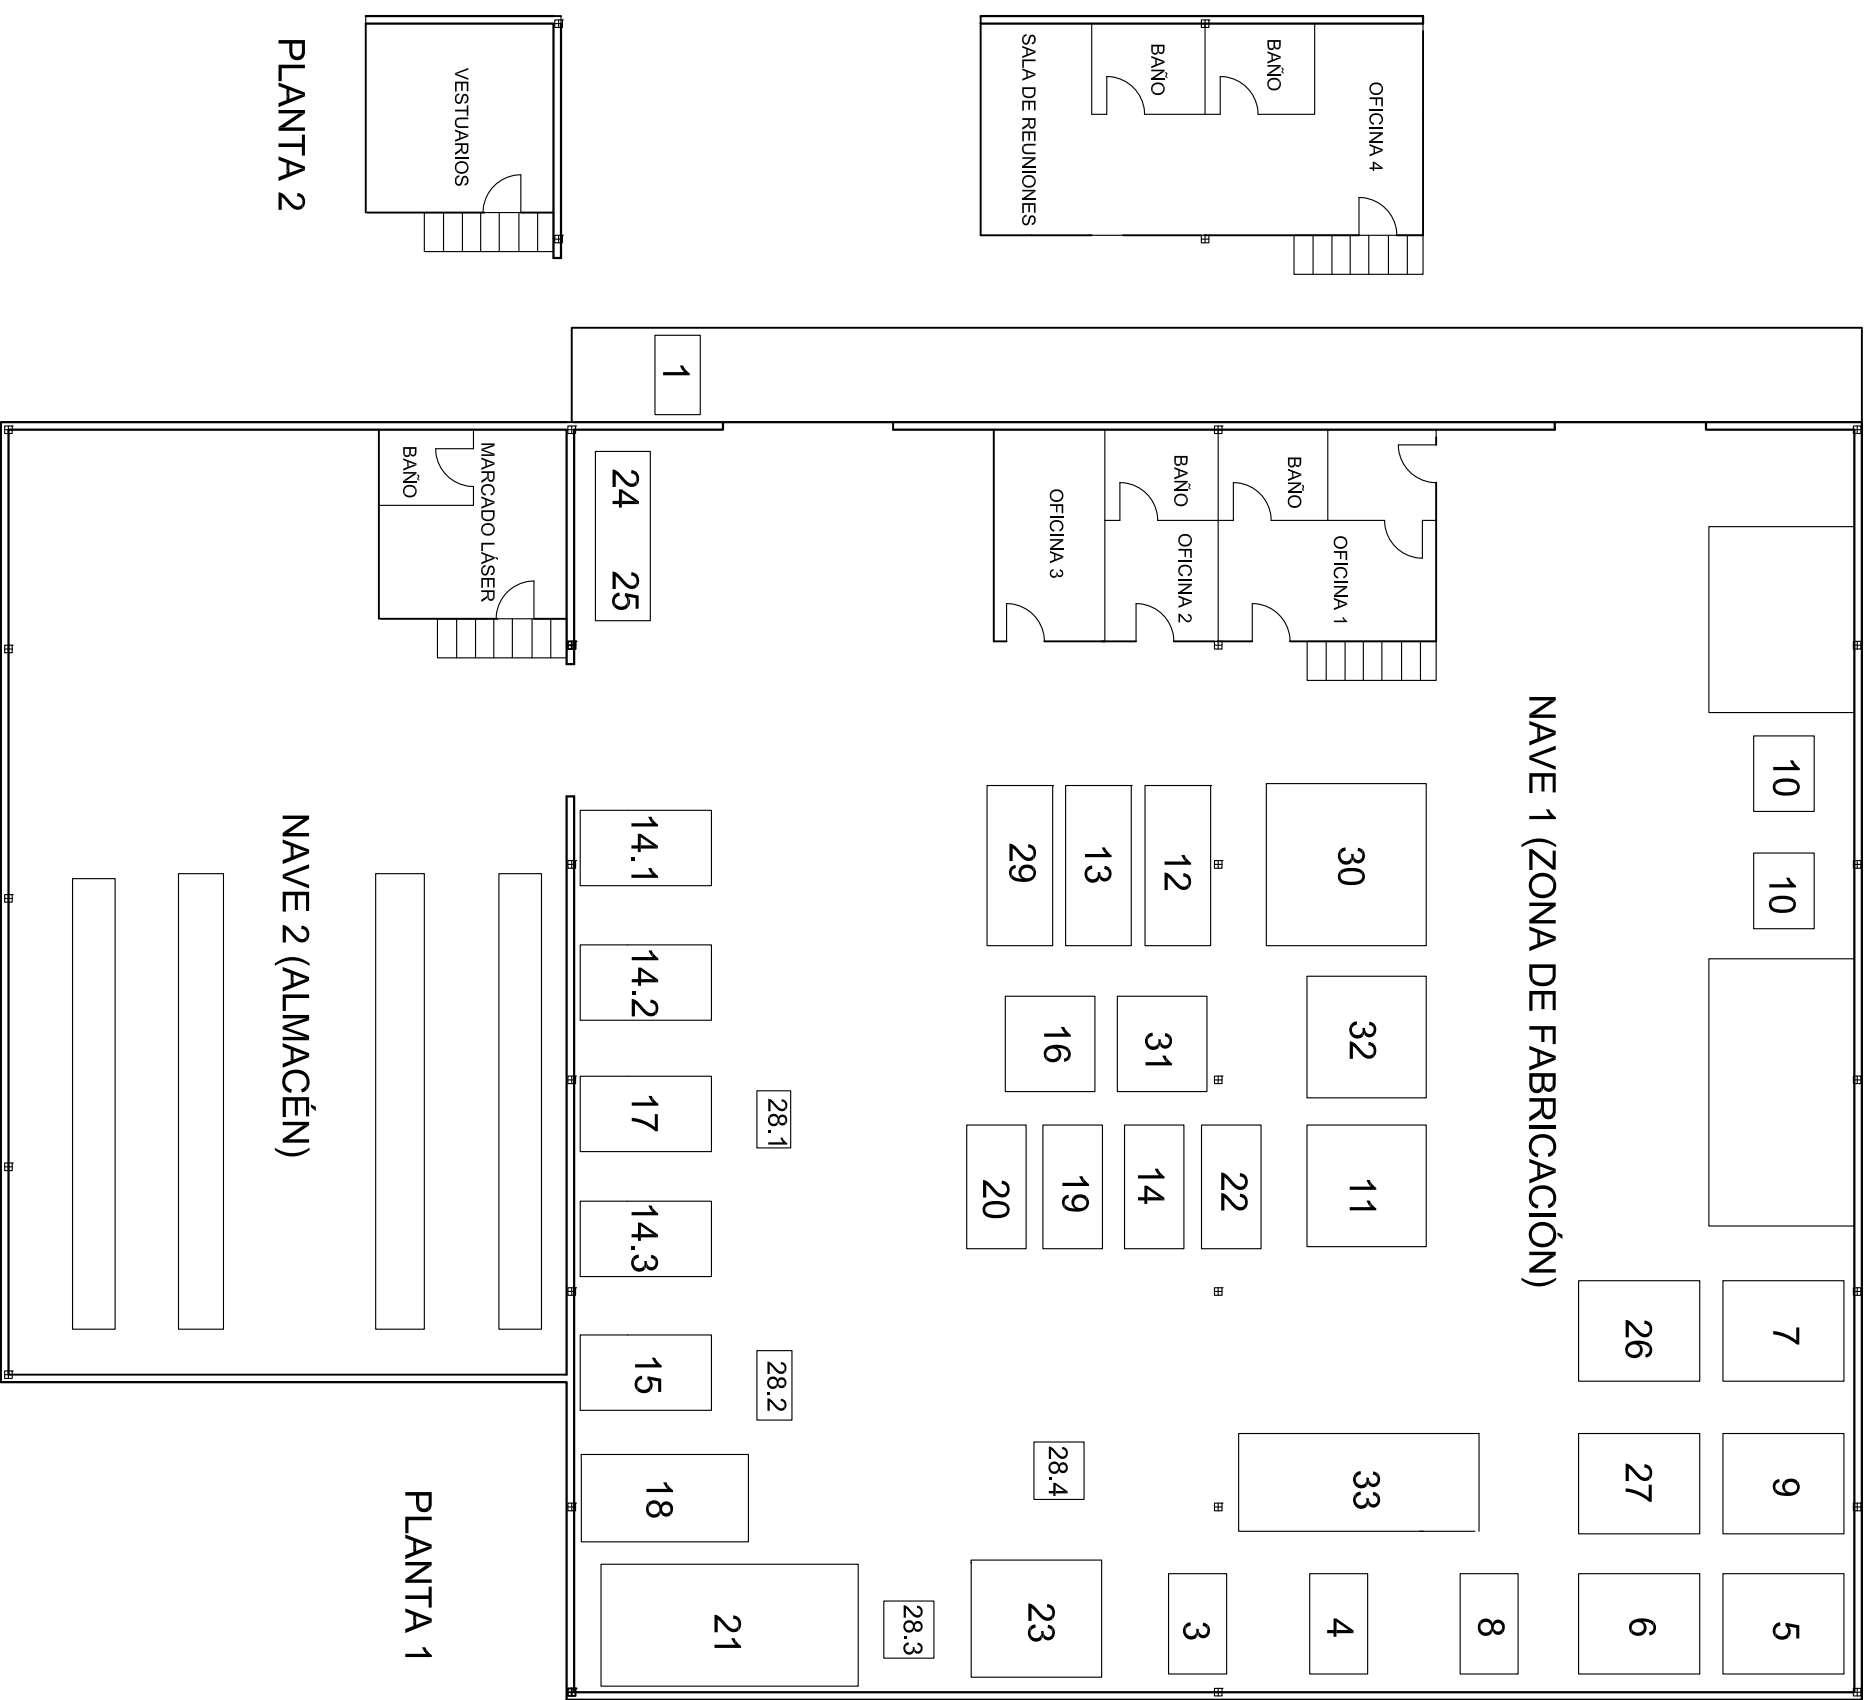 10
10
7
9
5
26
27
6
NAVE 1 (ZONA DE FABRICACIÓN)
8
OFICINA 4
BAÑO
BAÑO
SALA DE REUNIONES
OFICINA 1
BAÑO
OFICINA 2
BAÑO
OFICINA 3
30
32
11
33
4
12
13
29
31
16
22
14
19
20
3
23
28.4
28.3
28.1
28.2
21
1
24
25
14.1
14.2
17
14.3
15
18
VESTUARIOS
PLANTA 2
MARCADO LÁSER
BAÑO
NAVE 2 (ALMACÉN)
PLANTA 1